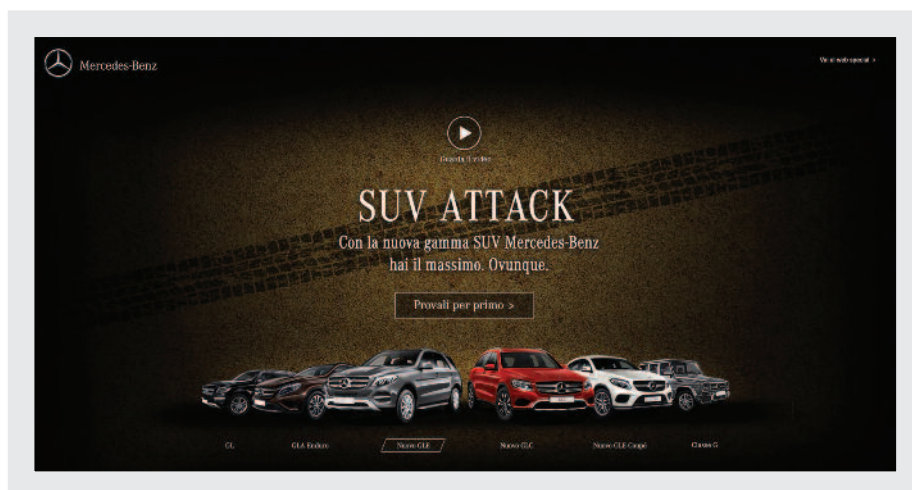 Mercedes-Benz
Vai al web special >
Guarda il video
SUV ATTACK
Con la nuova gamma SUV Mercedes-Benz
hai il massimo. Ovunque.
Provali per primo >
GL
GLA Enduro
Nuovo GLE
Nuovo GLC
Nuovo GLE Coupé
Classe G